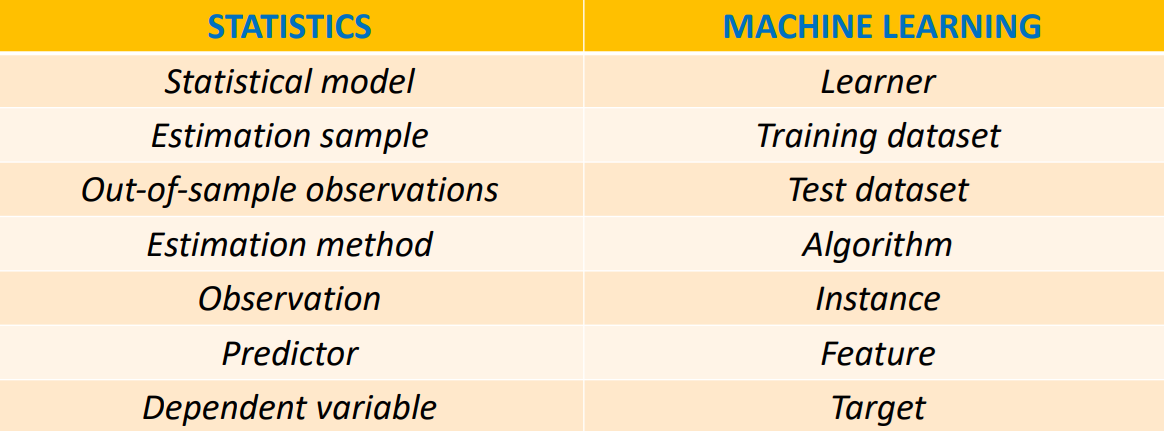 STATISTICS MACHINE LEARNING
Statistical model Learner
Estimation sample Training dataset
Out-of-sample observations Test dataset
Estimation method Algorithm
Observation Instance
Predictor Feature
Dependent variable Target